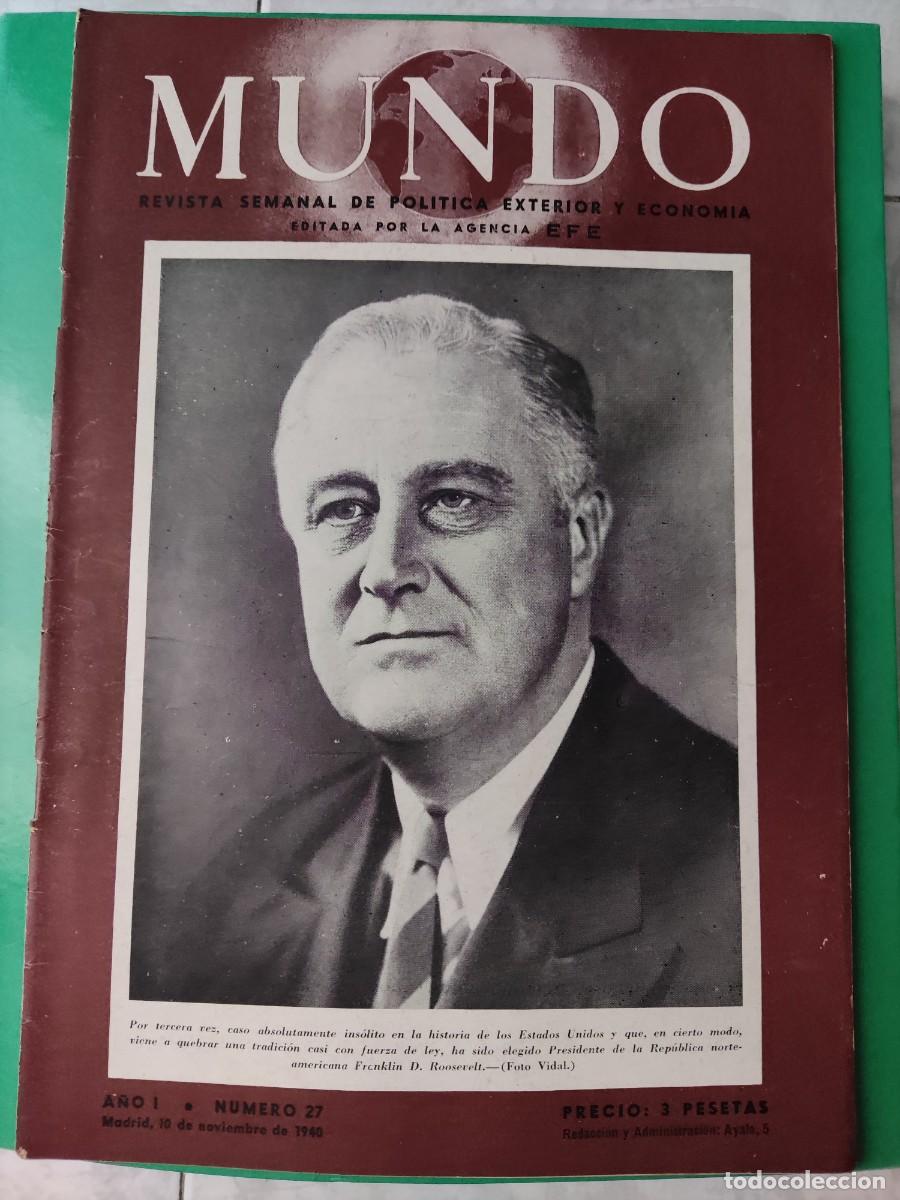 MUNDO
REVISTA SEMANAL DE POLITICA EXTERIOR Y ECONOMIA
EDITADA POR LA AGENCIA EFE
Por tercera vez, caso absolutamente insólito en la historia de los Estados Unidos y que, en cierto modo,
viene a quebrar una tradición casi con fuerza de ley, ha sido elegido Presidente de la República norte-
americana Franklin D. Roosevelt.—(Foto Vidal.)
AÑO I • NUMERO 27
Madrid, 10 de noviembre de 1940
PRECIO: 3 PESETAS
Redacción y Administración: Ayala, 5
todocoleccion